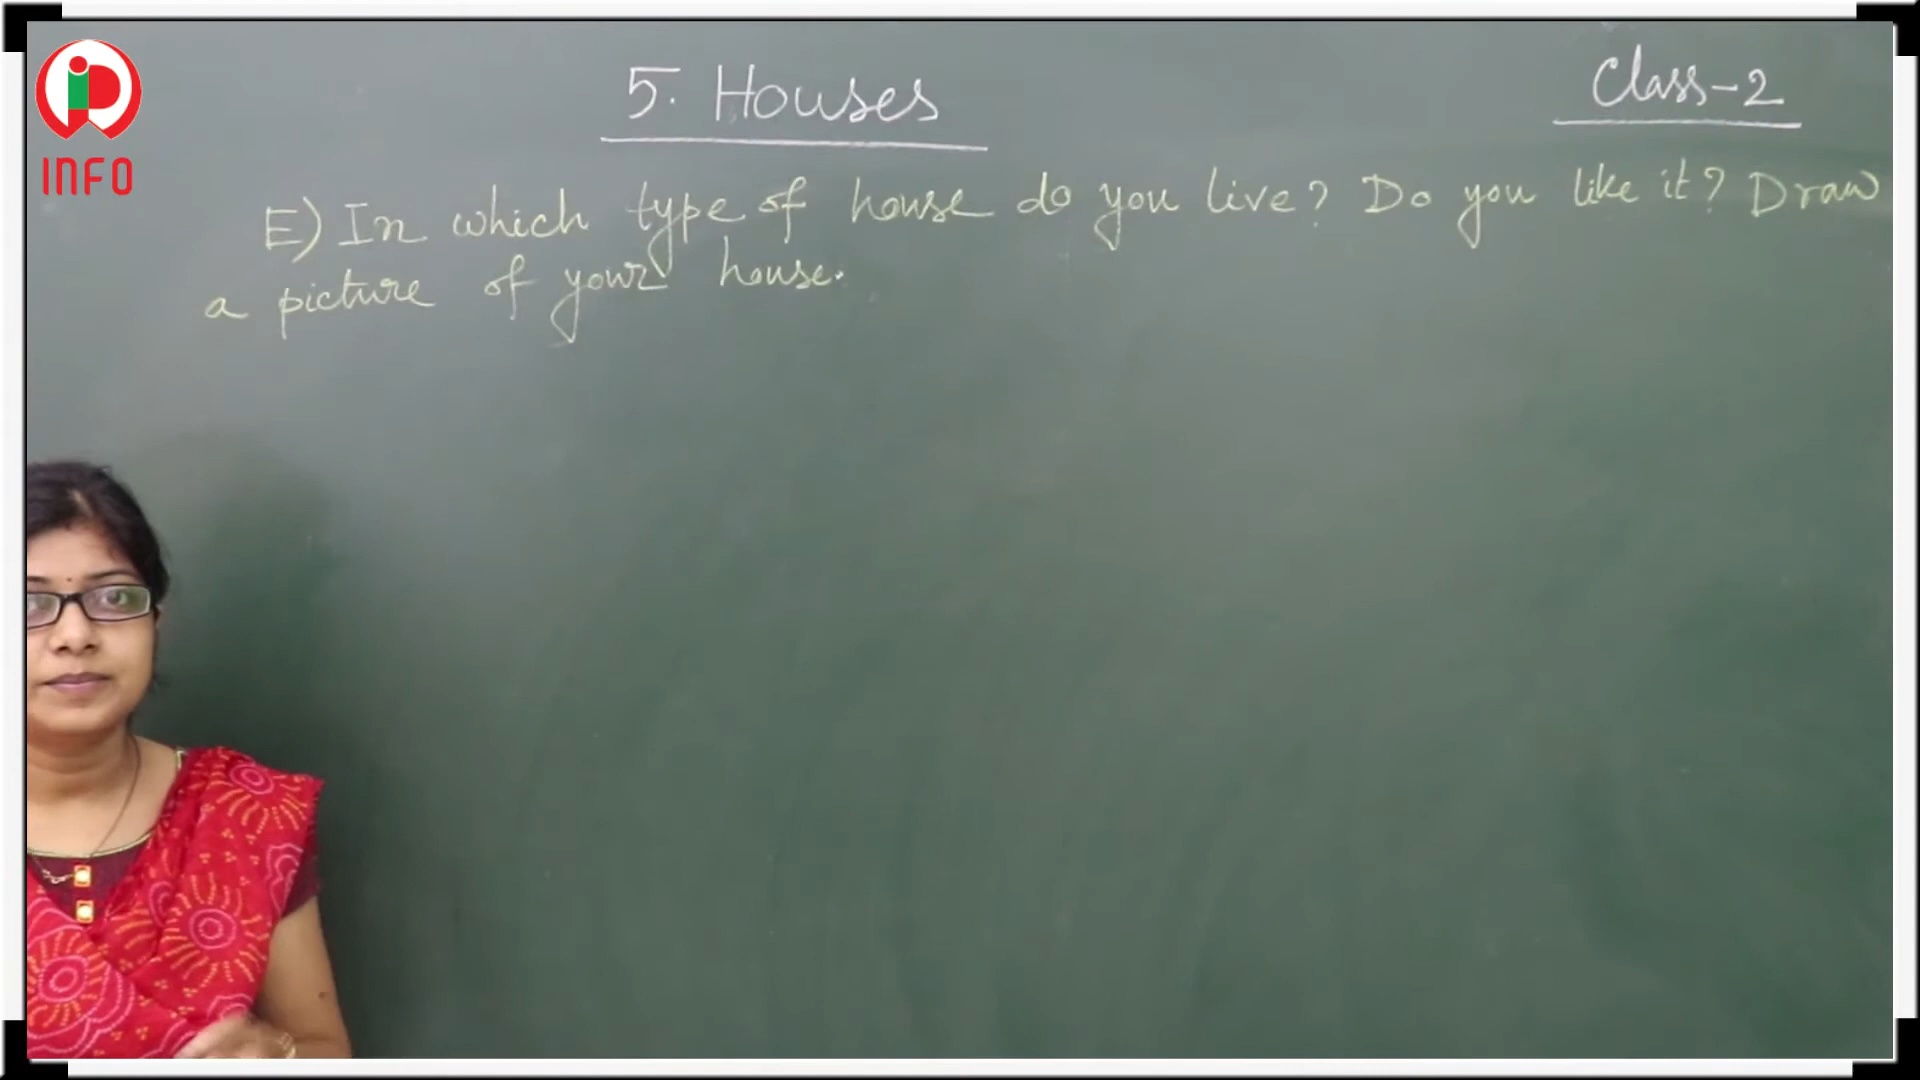 INFO
5. Houses
Class-2
E) In which type of house do you live? Do you like it? Draw
a picture of your house.